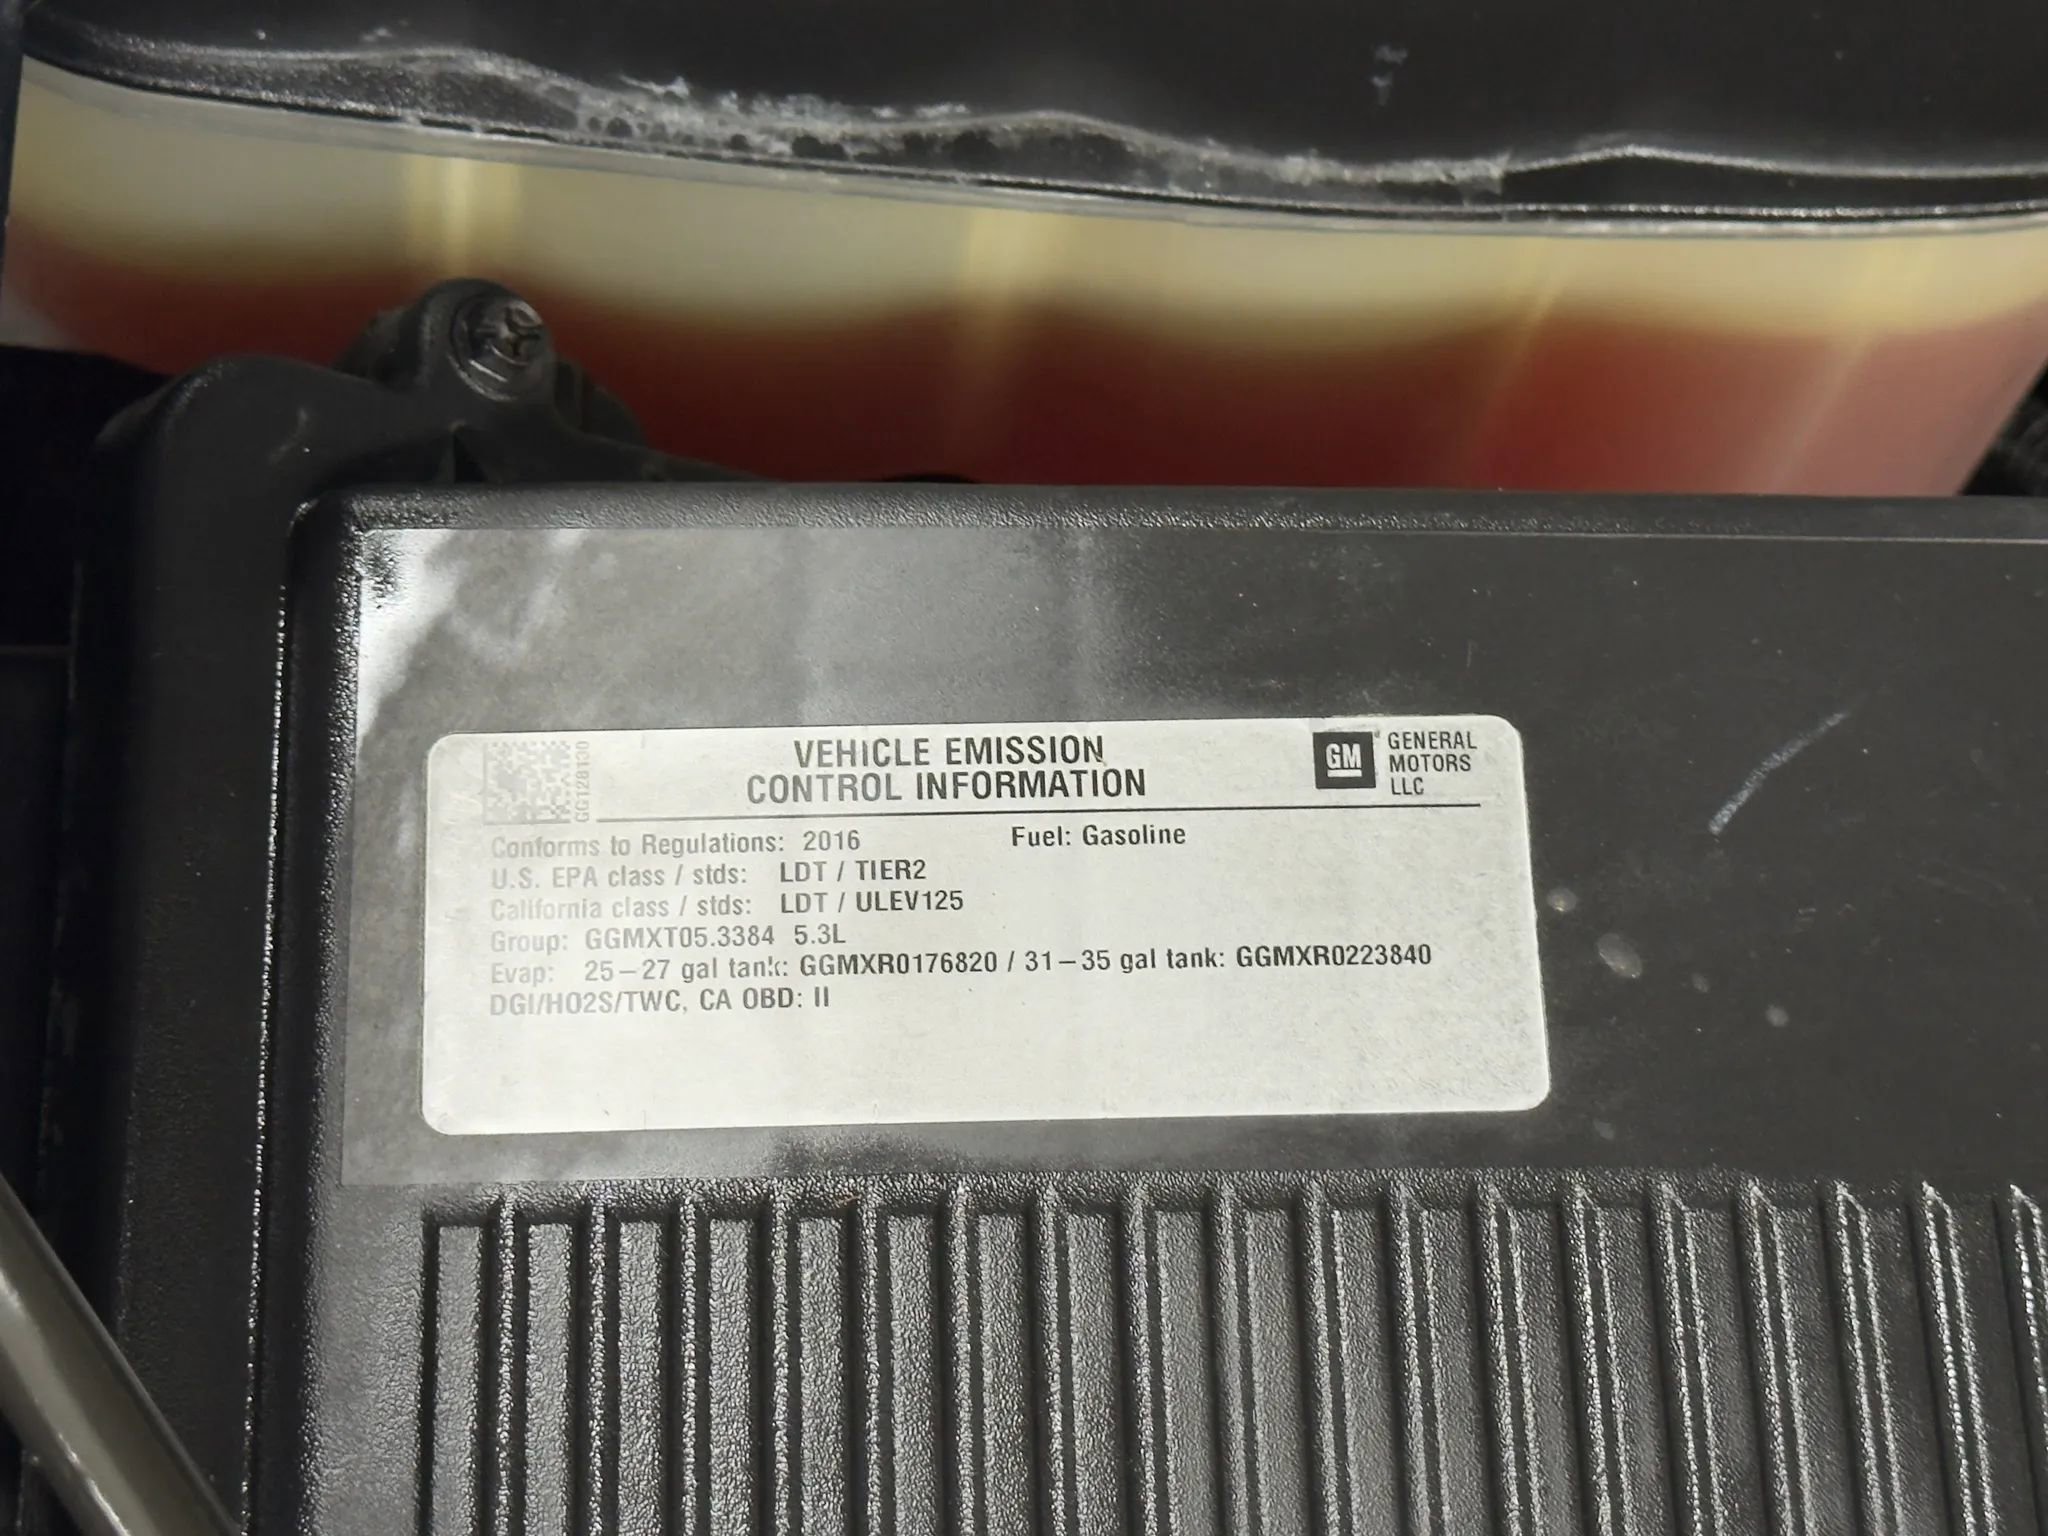 GG128130
VEHICLE EMISSION
CONTROL INFORMATION
GM
GENERAL
MOTORS
LLC
Conforms to Regulations: 2016 Fuel: Gasoline
U.S. EPA class / stds: LDT / TIER2
California class / stds: LDT / ULEV125
Group: GGMXT05.3384 5.3L
Evap: 25-27 gal tank: GGMXR0176820 / 31-35 gal tank: GGMXR0223840
DGI/HO2S/TWC, CA OBD: II